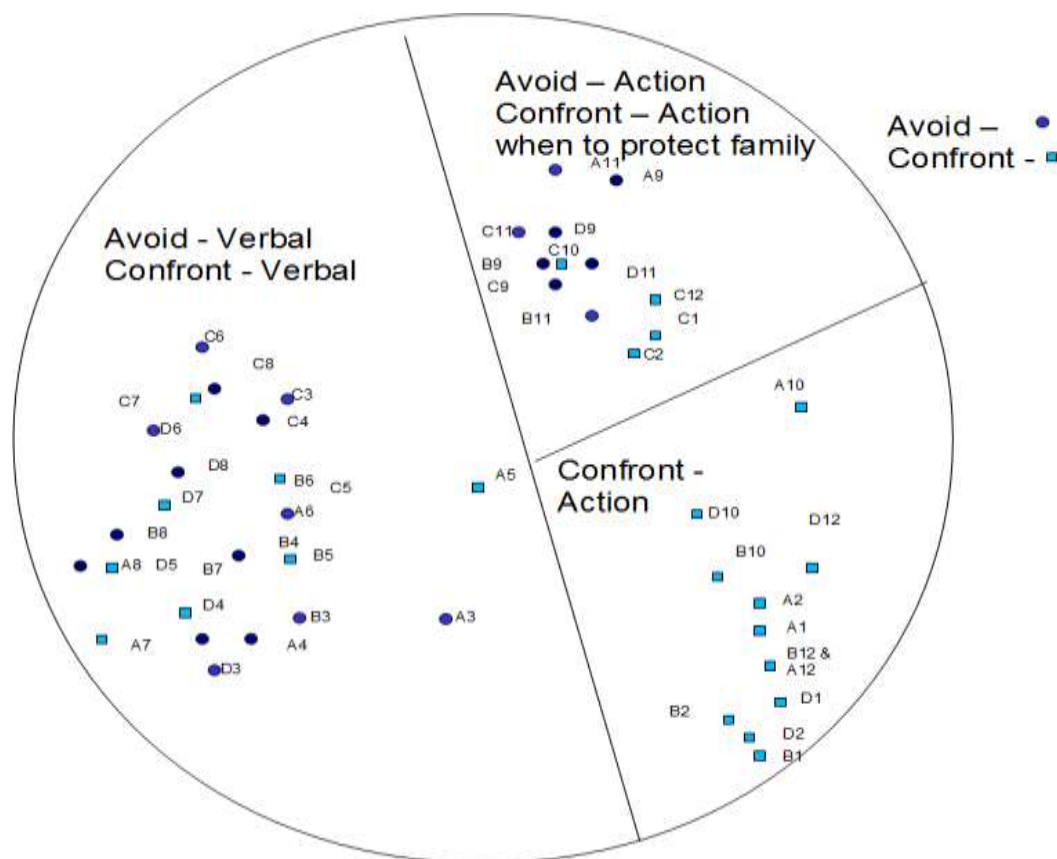 Avoid – Action
Confront – Action
when to protect family
Avoid –
Confront -
A11
A9
Avoid - Verbal
Confront - Verbal
C11
D9
C10
B9
D11
C9
C12
B11
C1
C2
C6
C8
A10
C7
C3
C4
D6
Confront -
Action
D8
A5
B6
C5
D7
A6
D10
D12
B8
B4
B5
B10
A8
D5
B7
A2
D4
B3
A3
A1
A7
A4
B12 &
A12
D3
D1
B2
D2
B1